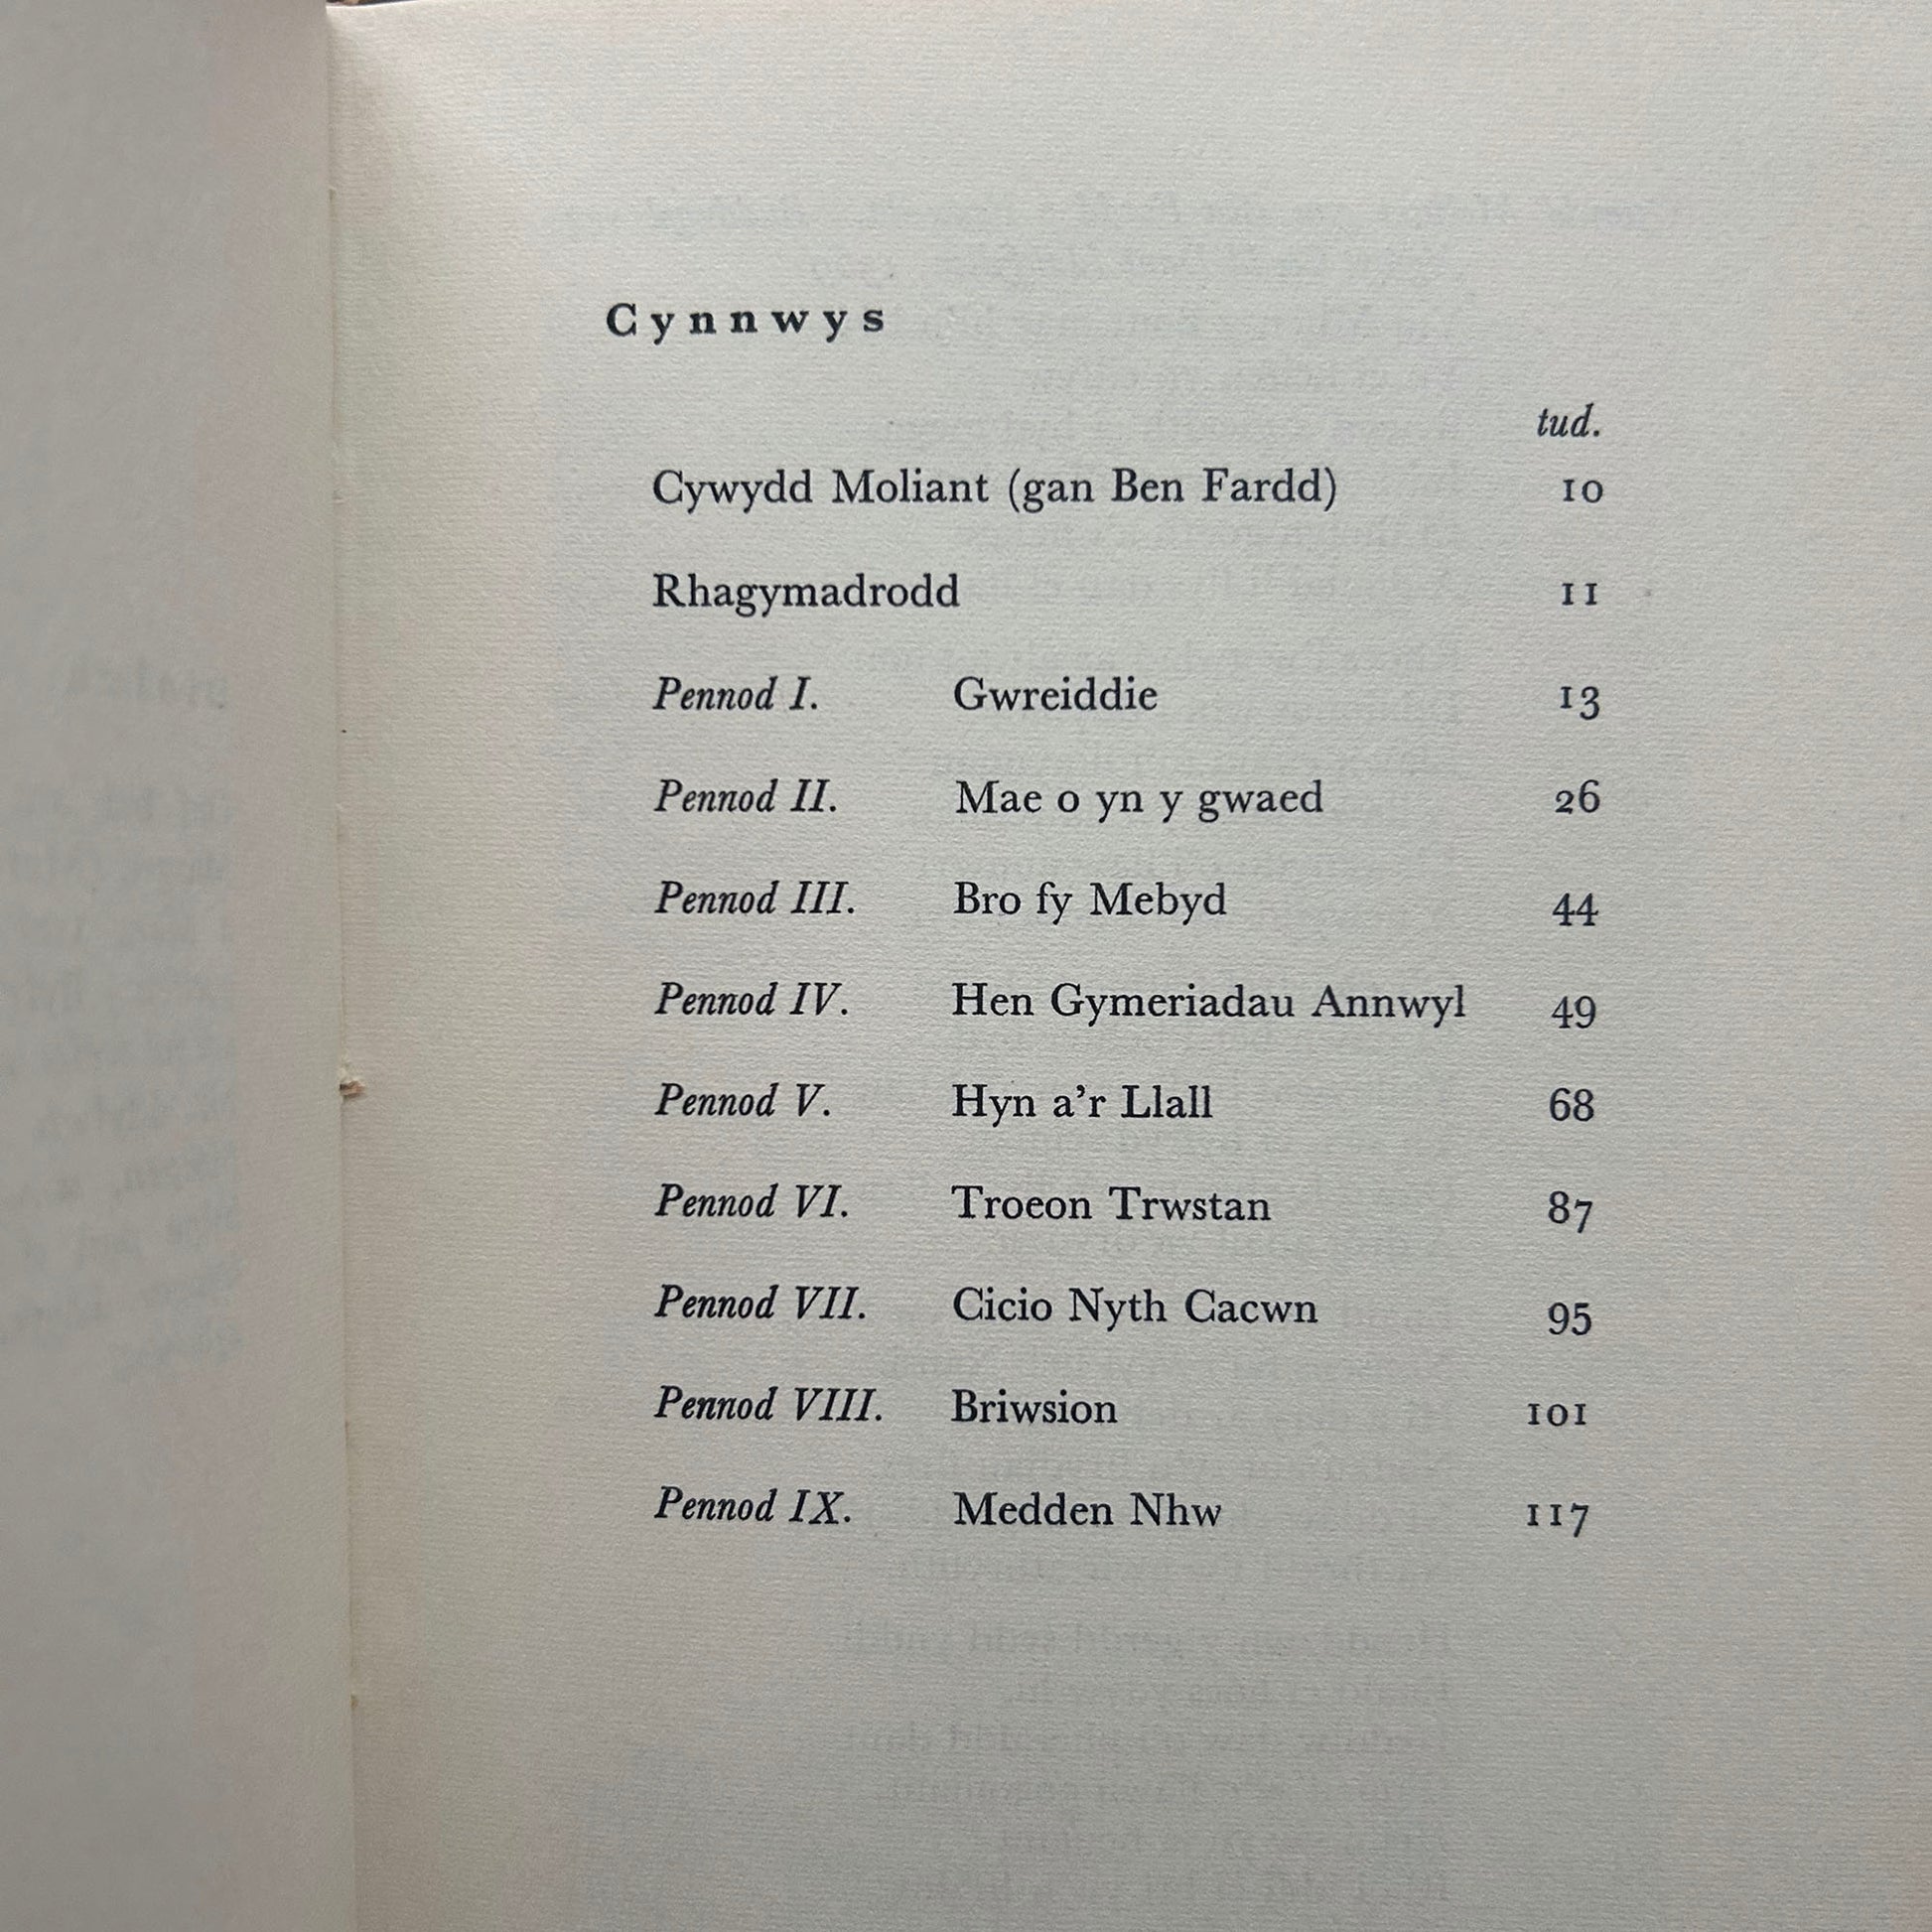 Cynnwys
tud.
Cywydd Moliant (gan Ben Fardd) 10
Rhagymadrodd 11
Pennod I. Gwreiddie 13
Pennod II. Mae o yn y gwaed 26
Pennod III. Bro fy Mebyd 44
Pennod IV. Hen Gymeriadau Annwyl 49
Pennod V. Hyn a'r Llall 68
Pennod VI. Troeon Trwstan 87
Pennod VII. Cicio Nyth Cacwn 95
Pennod VIII. Briwsion 101
Pennod IX. Medden Nhw 117